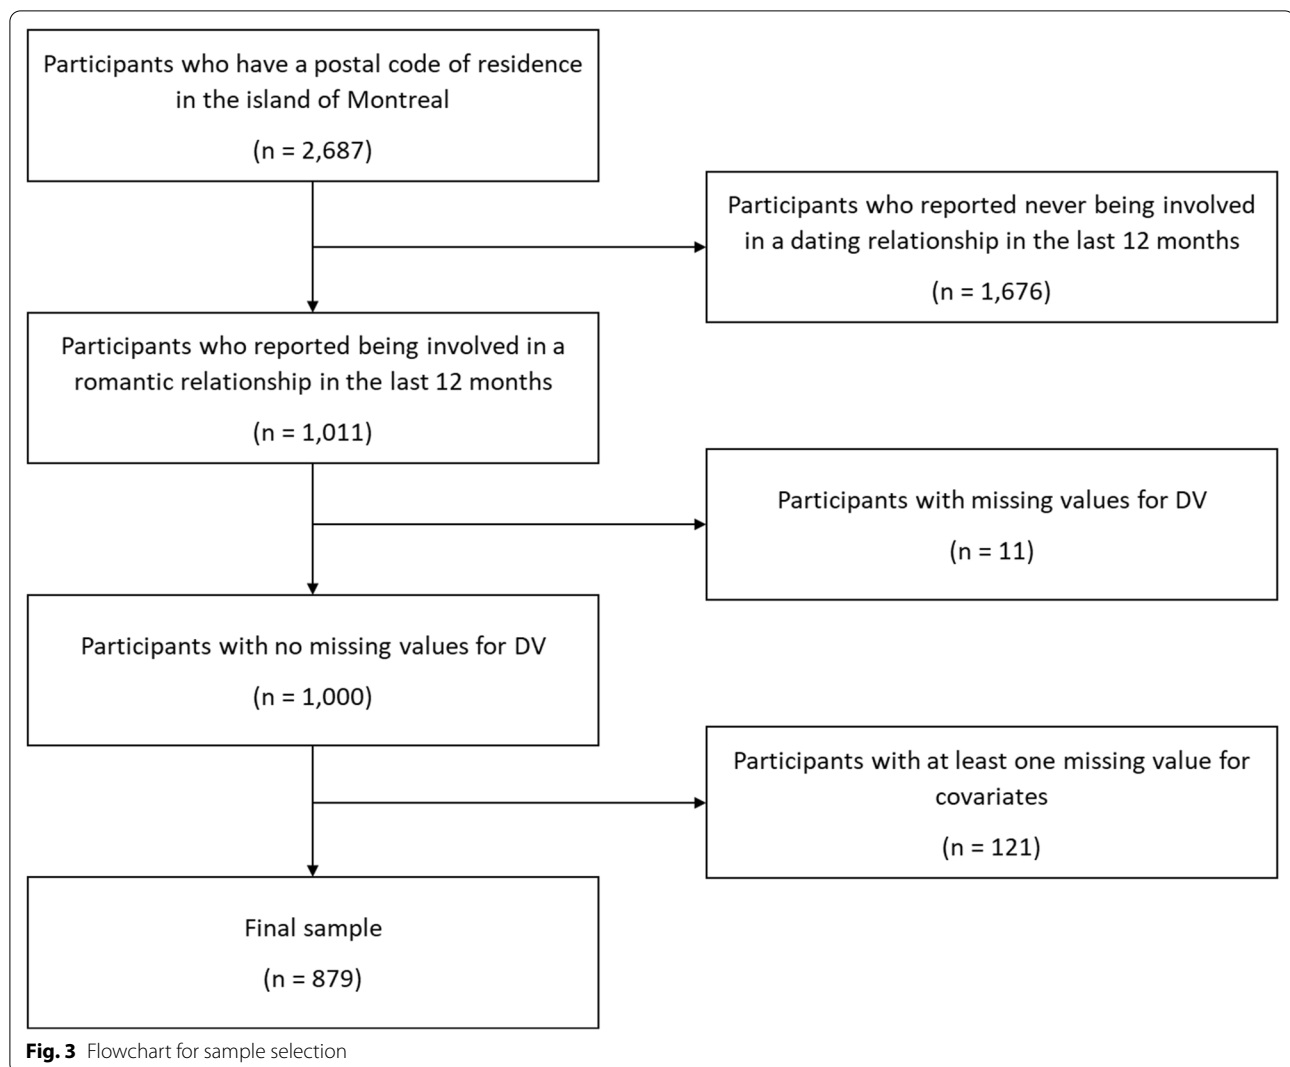 Participants who have a postal code of residence
in the island of Montreal
(n = 2,687)
Participants who reported never being involved
in a dating relationship in the last 12 months
(n = 1,676)
Participants who reported being involved in a
romantic relationship in the last 12 months
(n = 1,011)
Participants with missing values for DV
(n = 11)
Participants with no missing values for DV
(n = 1,000)
Participants with at least one missing value for
covariates
(n = 121)
Final sample
(n = 879)
Fig. 3 Flowchart for sample selection